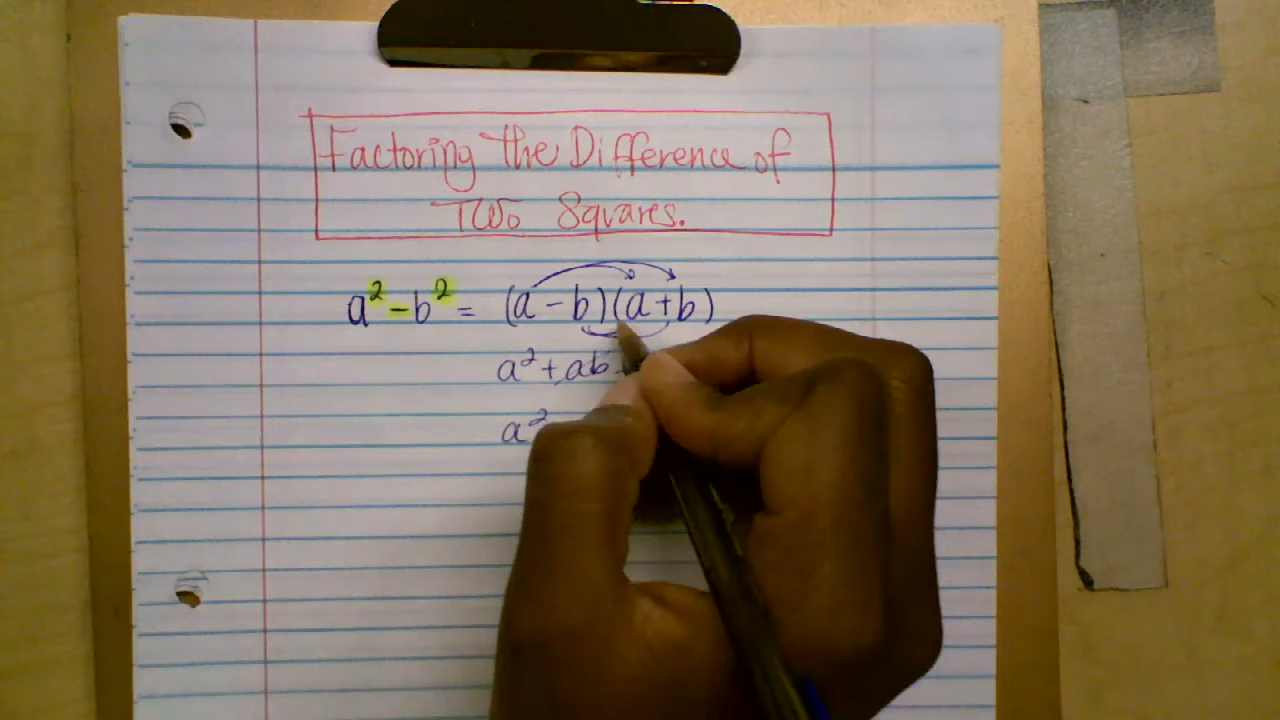 Factoring the Difference of
Two Squares.
a² - b² = (a - b)(a + b)
a² + ab
a²